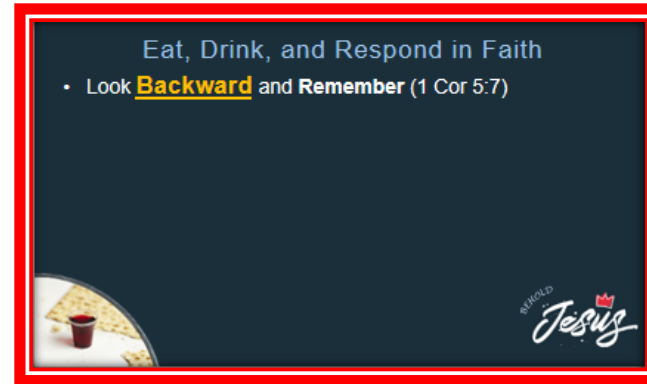 Eat, Drink, and Respond in Faith
• Look Backward and Remember (1 Cor 5:7)
BEHOLD
Jesus